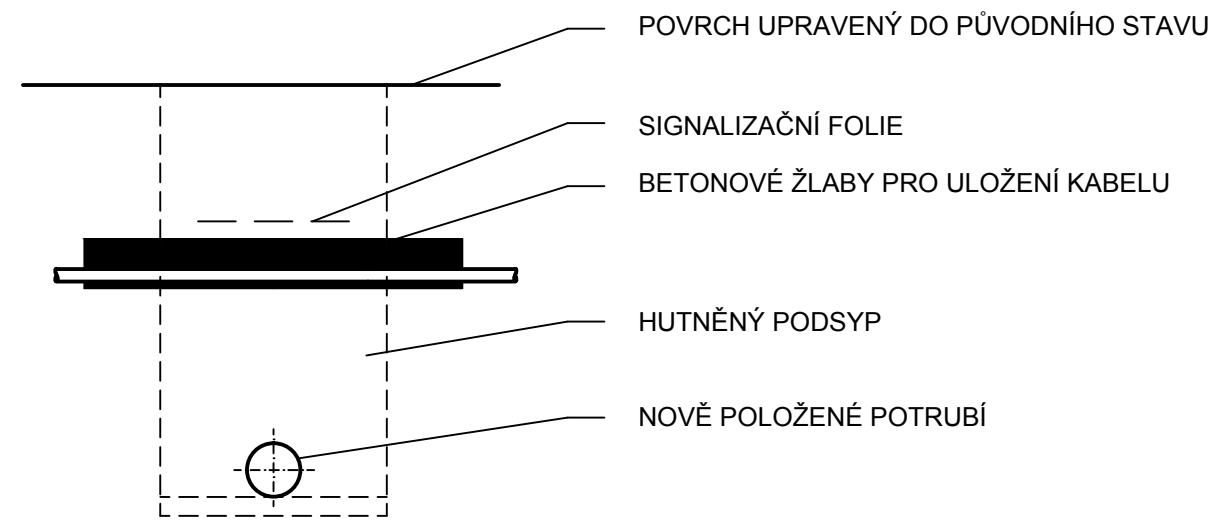 POVRCH UPRAVENÝ DO PŮVODNÍHO STAVU
SIGNALIZAČNÍ FOLIE
BETONOVÉ ŽLABY PRO ULOŽENÍ KABELU
HUTNĚNÝ PODSYP
NOVĚ POLOŽENÉ POTRUBÍ